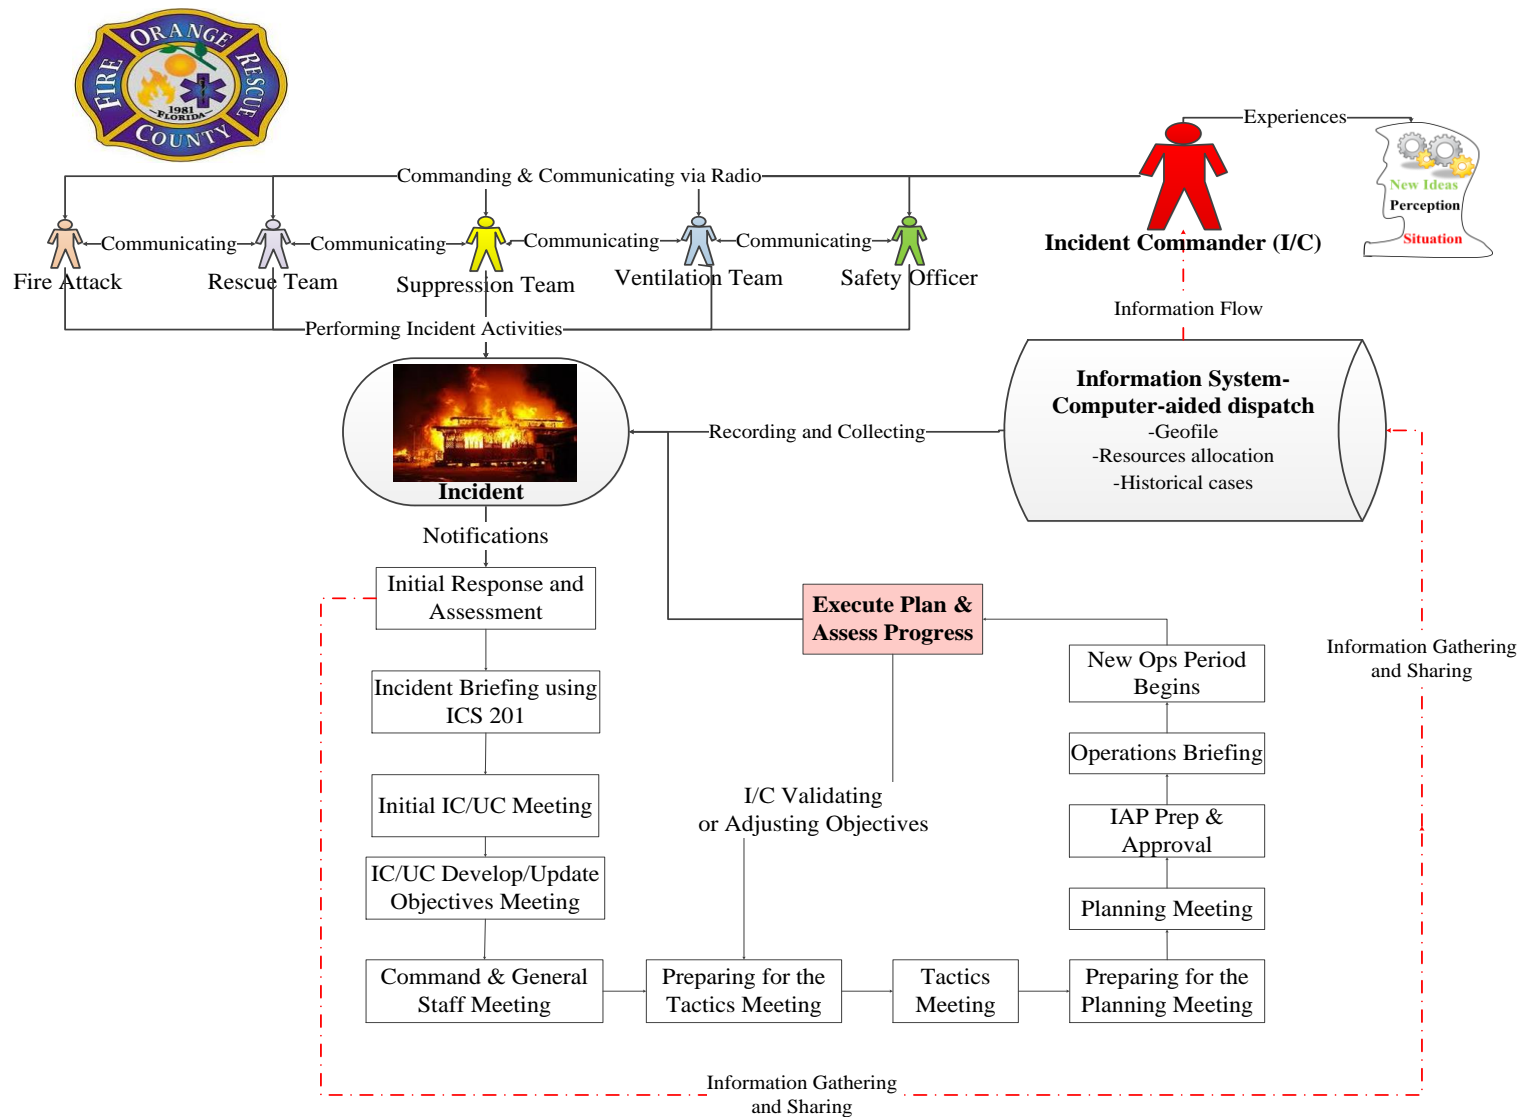 ORANGE
FIRE
RESCUE
1981
FLORIDA
COUNTY
Experiences
New Ideas
Perception
Situation
Commanding & Communicating via Radio
Communicating
Communicating
Communicating
Communicating
Incident Commander (I/C)
Fire Attack
Rescue Team
Suppression Team
Ventilation Team
Safety Officer
Information Flow
Performing Incident Activities
Information System-
Computer-aided dispatch
-Geofile
-Resources allocation
-Historical cases
Recording and Collecting
Incident
Notifications
Initial Response and
Assessment
Execute Plan &
Assess Progress
Information Gathering
and Sharing
New Ops Period
Begins
Incident Briefing using
ICS 201
Operations Briefing
Initial IC/UC Meeting
I/C Validating
or Adjusting Objectives
IAP Prep &
Approval
IC/UC Develop/Update
Objectives Meeting
Planning Meeting
Command & General
Staff Meeting
Preparing for the
Tactics Meeting
Tactics
Meeting
Preparing for the
Planning Meeting
Information Gathering
and Sharing